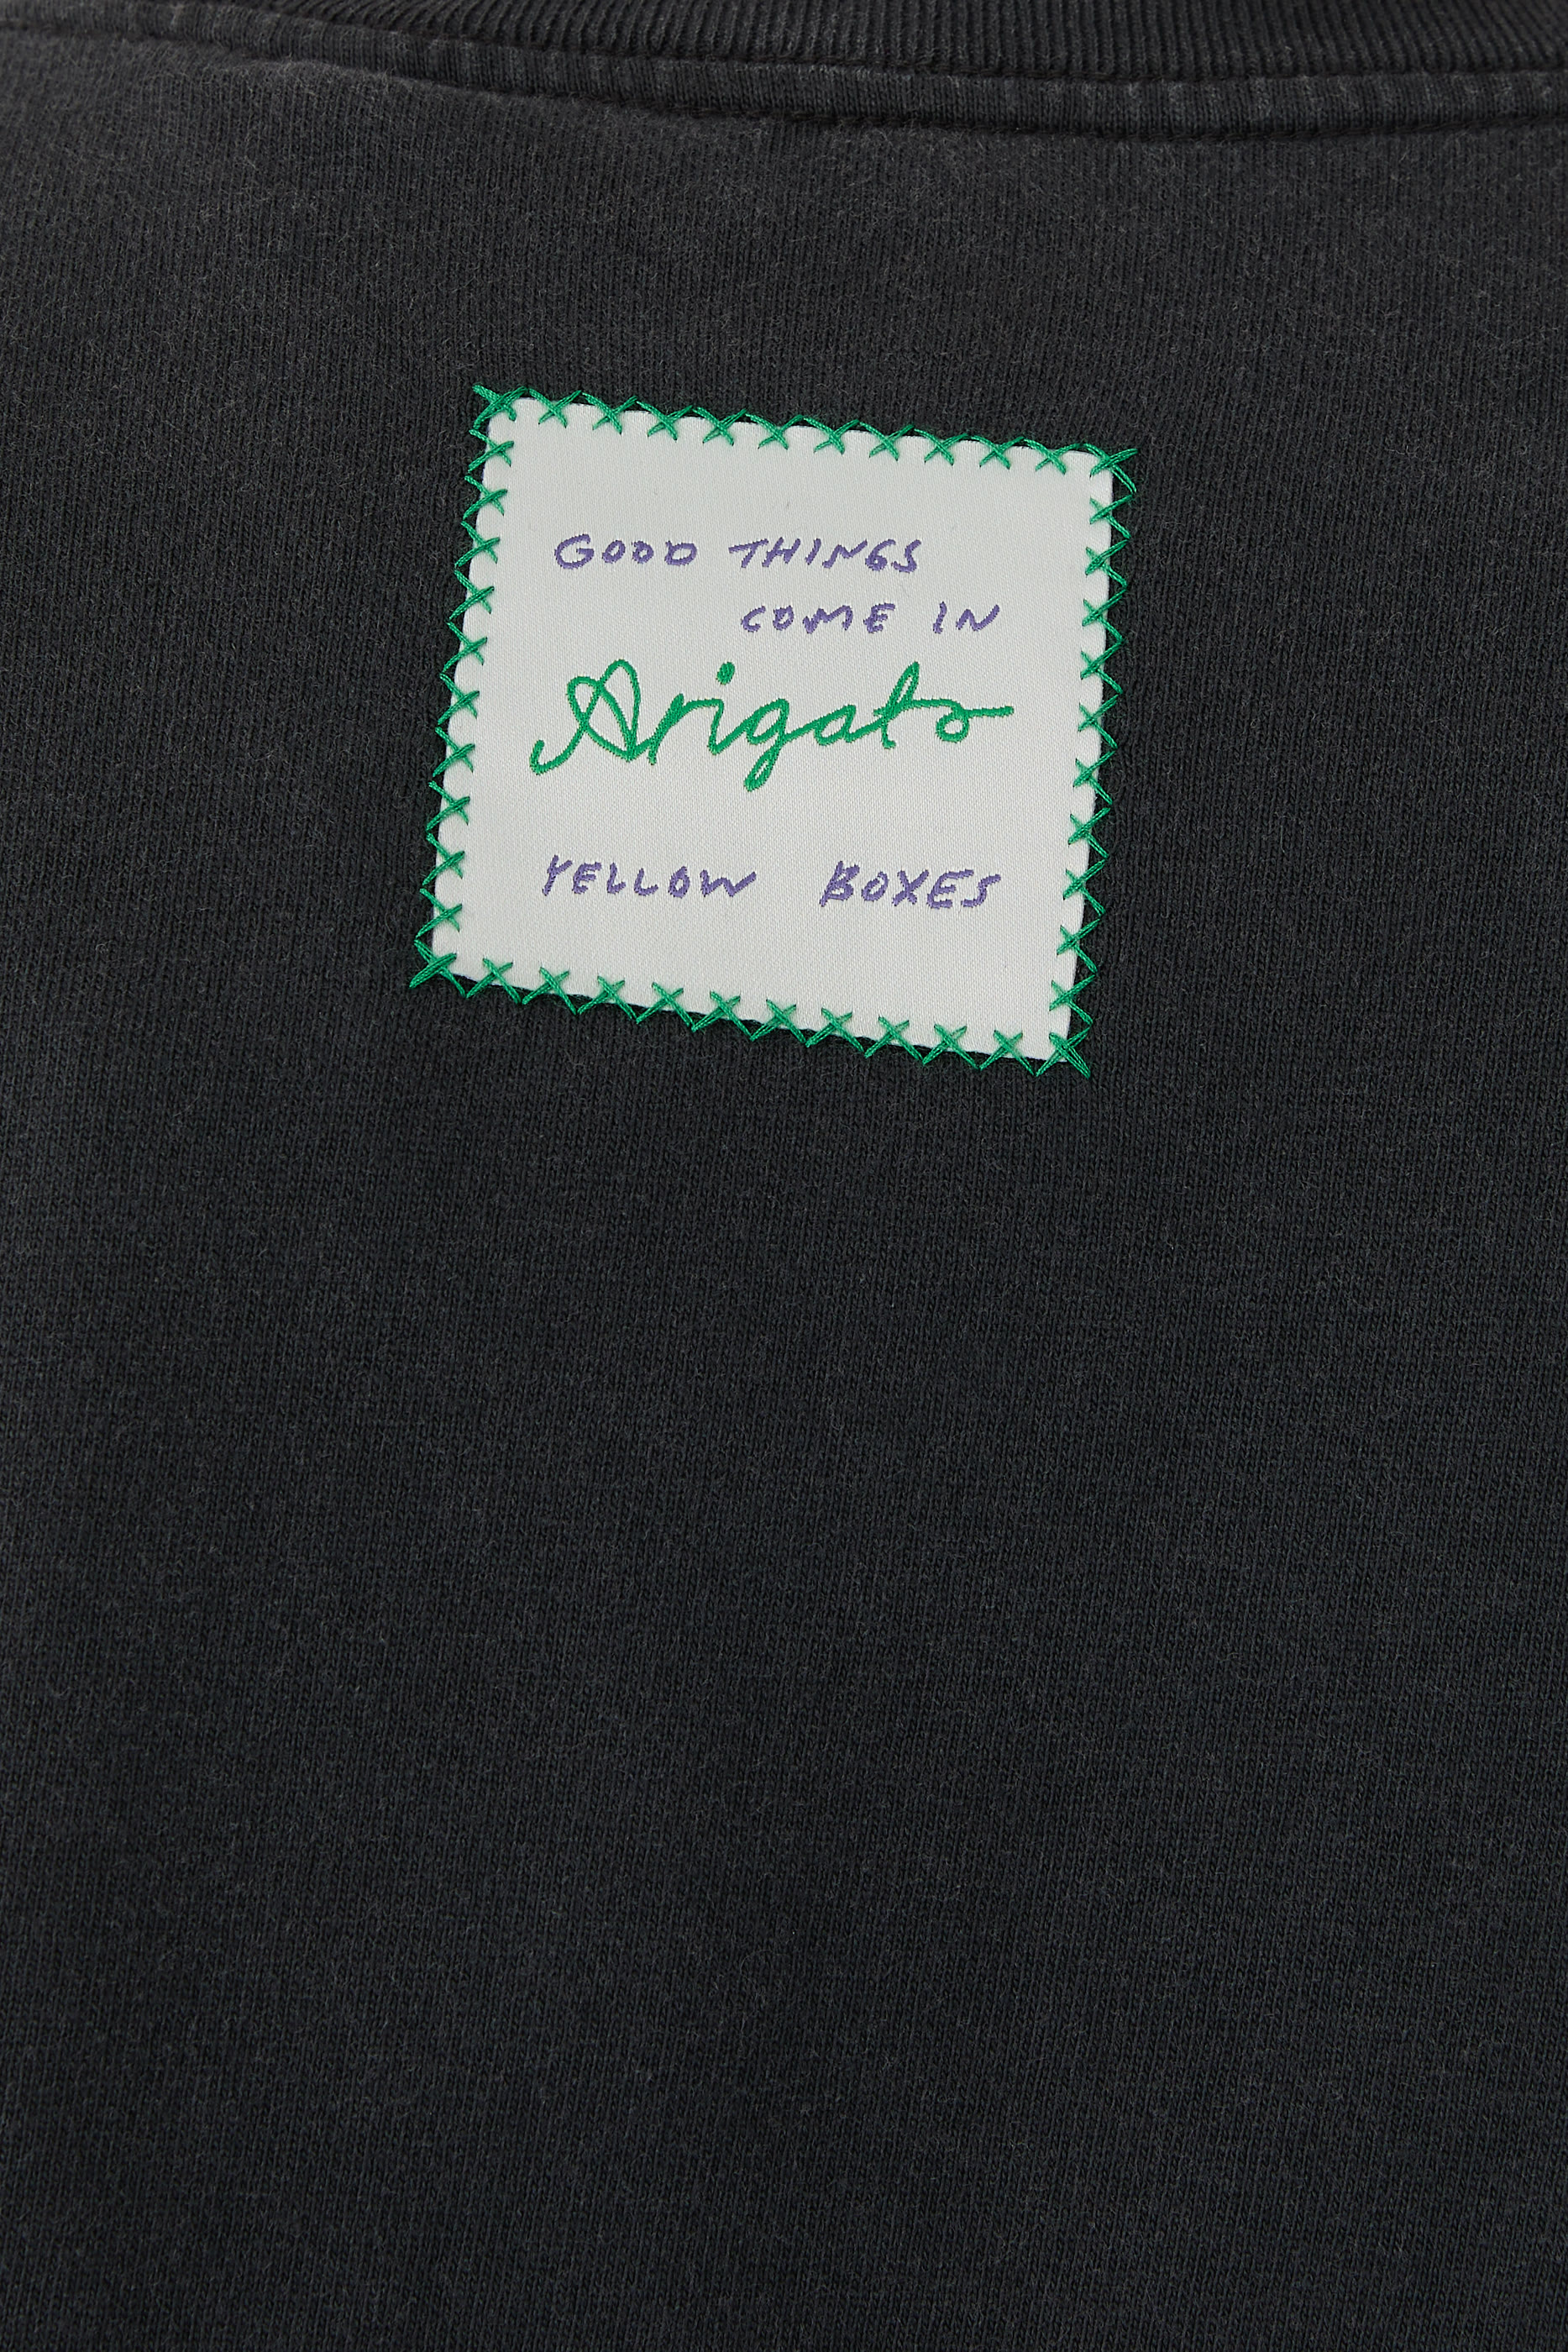 GOOD THINGS
COME IN
Arigato
YELLOW BOXES